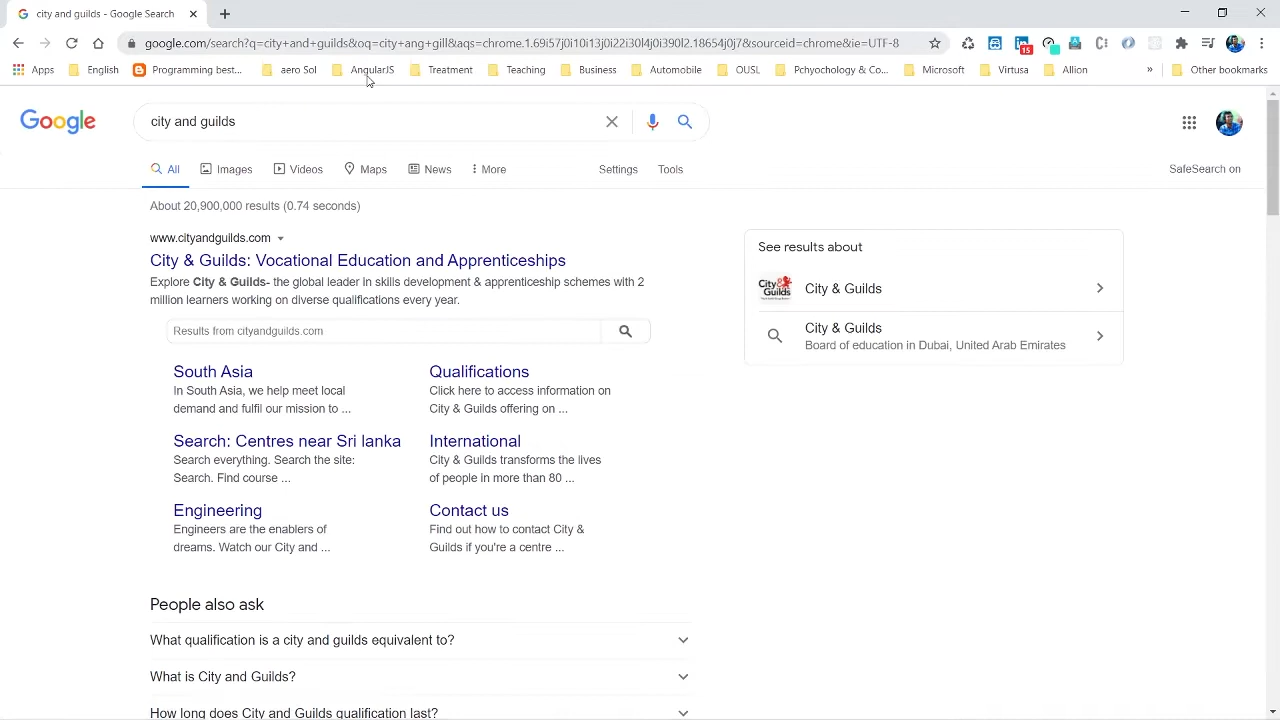 city and guilds - Google Search
google.com/search?q=city+and+guilds&oq=city+and+gill&aqs=chrome.1.69i57j0i10i13j0i22i30l4j0i390l2.18654j0j7&sourceid=chrome&ie=UTF-8
15
Apps
English
Programming best...
aero Sol
AngularJS
Treatment
Teaching
Business
Automobile
OUSL
Pchyochology & Co...
Microsoft
Virtusa
Allion
»
Other bookmarks
Google
city and guilds
All
Images
Videos
Maps
News
More
Settings
Tools
SafeSearch on
About 20,900,000 results (0.74 seconds)
www.cityandguilds.com
City & Guilds: Vocational Education and Apprenticeships
Explore City & Guilds- the global leader in skills development & apprenticeship schemes with 2
million learners working on diverse qualifications every year.
Results from cityandguilds.com
South Asia
In South Asia, we help meet local
demand and fulfil our mission to ...
Qualifications
Click here to access information on
City & Guilds offering on ...
Search: Centres near Sri lanka
Search everything. Search the site:
Search. Find course ...
International
City & Guilds transforms the lives
of people in more than 80 ...
Engineering
Engineers are the enablers of
dreams. Watch our City and ...
Contact us
Find out how to contact City &
Guilds if you're a centre ...
People also ask
What qualification is a city and guilds equivalent to?
What is City and Guilds?
How long does City and Guilds qualification last?
See results about
City & Guilds
City & Guilds
City & Guilds
Board of education in Dubai, United Arab Emirates